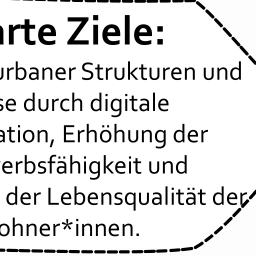 arte Ziele:
urbaner Strukturen und
se durch digitale
ation, Erhöhung der
erbsfähigkeit und
der Lebensqualität der
ohner*innen.